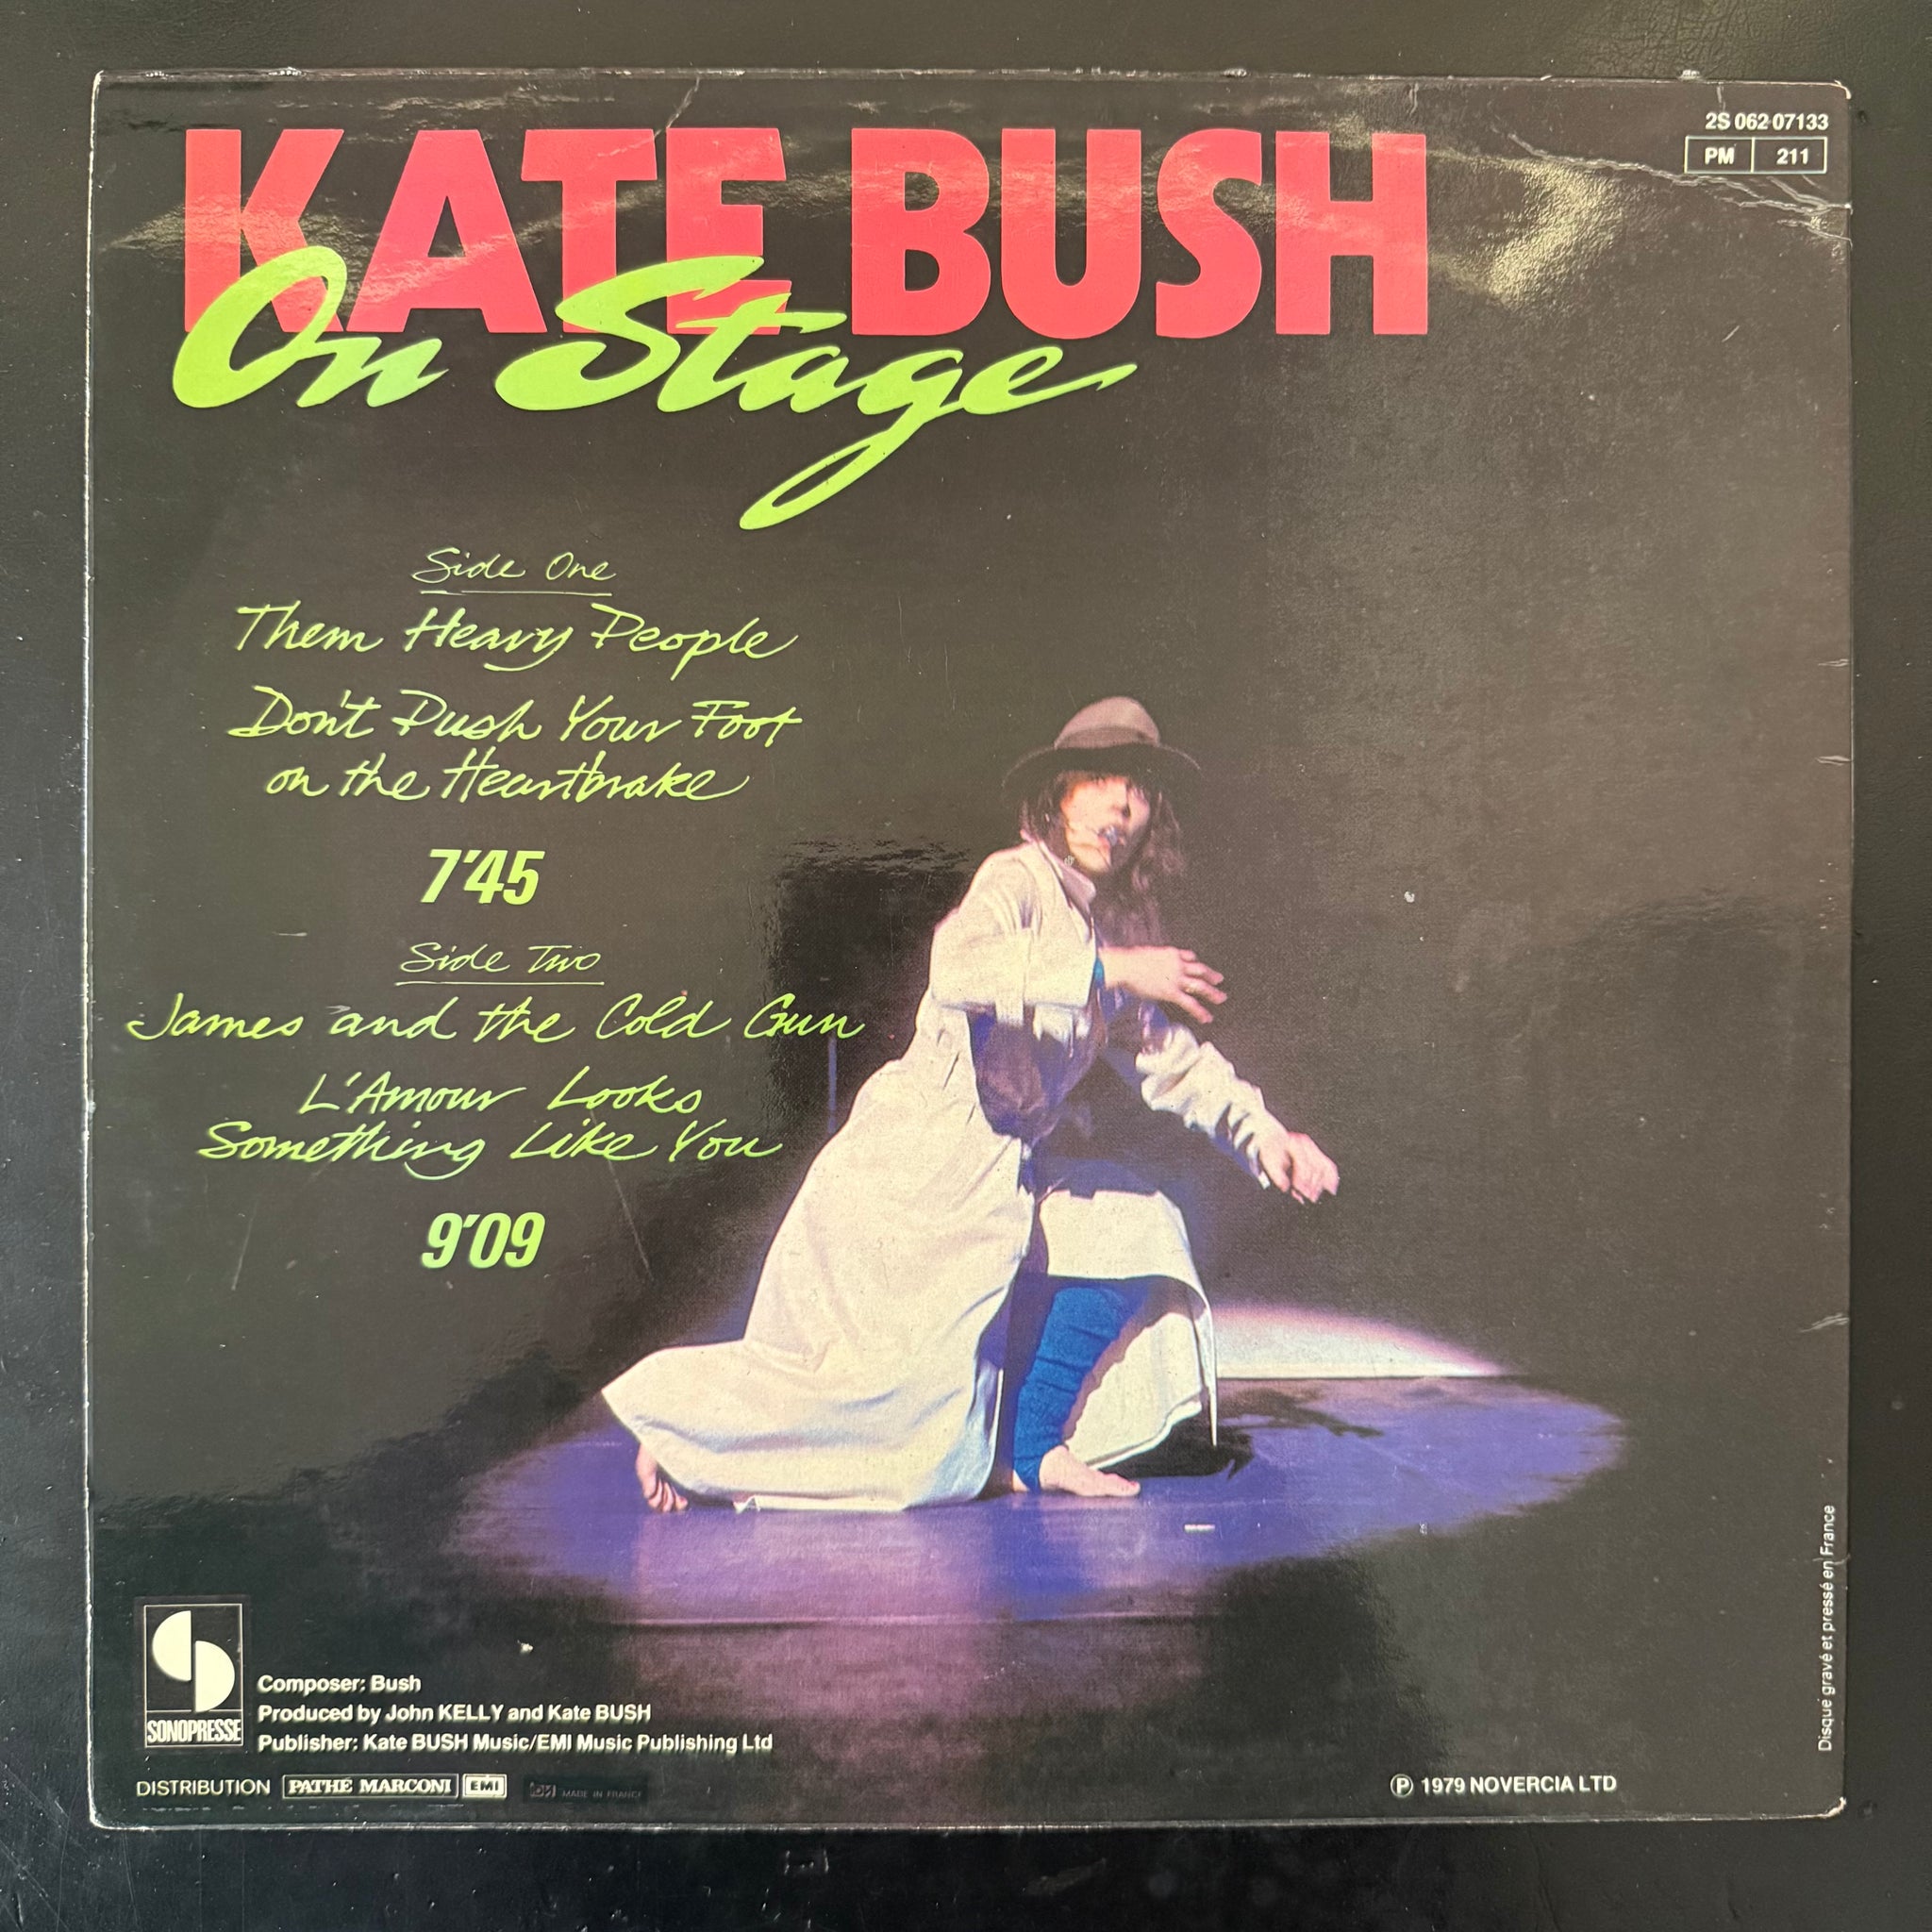 KATE BUSH
On Stage
2S 062 07133
PM 211
Side One
Them Heavy People
Don't Push Your Foot
on the Heartbrake
7'45
Side Two
James and the Cold Gun
L'Amour Looks
Something Like You
9'09
SONOPRESSE
Composer: Bush
Produced by John KELLY and Kate BUSH
Publisher: Kate BUSH Music/EMI Music Publishing Ltd
DISTRIBUTION PATHE MARCONI EMI MADE IN FRANCE
Ⓟ 1979 NOVERCIA LTD
Disque gravé et pressé en France